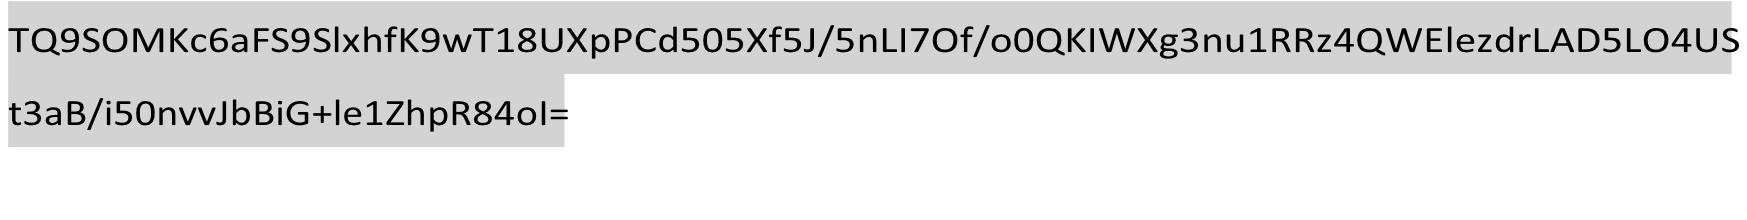 TQ9SOMKc6aFS9SlxhfK9wT18UXpPCd505Xf5J/5nLI7Of/o0QKIWXg3nu1RRz4QWElezdrLAD5LO4US
t3aB/i50nvvJbBiG+le1ZhpR84oI=